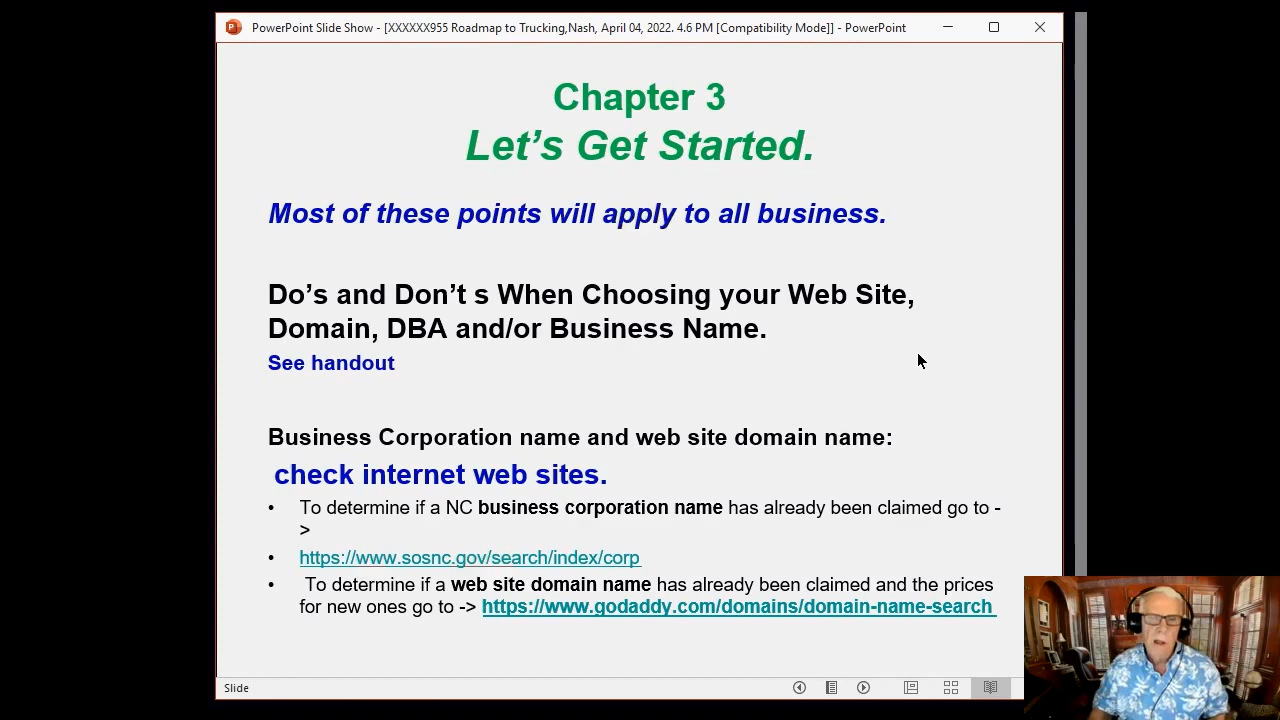 PowerPoint Slide Show - [XXXXXX955 Roadmap to Trucking,Nash, April 04, 2022. 4.6 PM [Compatibility Mode]] - PowerPoint
Chapter 3
Let's Get Started.
Most of these points will apply to all business.
Do's and Don't s When Choosing your Web Site,
Domain, DBA and/or Business Name.
See handout
Business Corporation name and web site domain name:
check internet web sites.
• To determine if a NC business corporation name has already been claimed go to -
>
• https://www.sosnc.gov/search/index/corp
• To determine if a web site domain name has already been claimed and the prices
for new ones go to -> https://www.godaddy.com/domains/domain-name-search
Slide